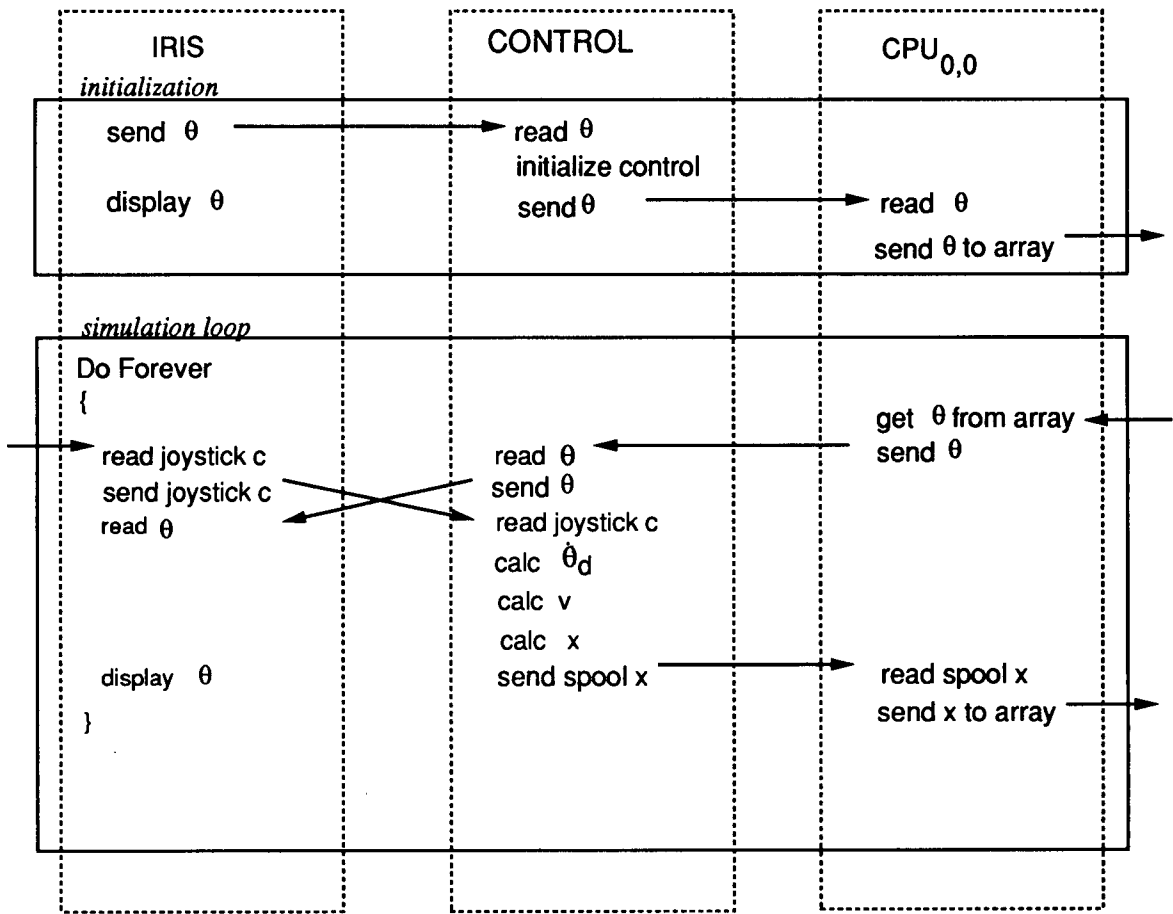 IRIS
CONTROL
CPU0,0
initialization
send θ
read θ
initialize control
display θ
send θ
read θ
send θ to array
simulation loop
Do Forever
{
get θ from array
send θ
read joystick c
send joystick c
read θ
read θ
send θ
read joystick c
calc θ̇d
calc v
calc x
send spool x
display θ
}
read spool x
send x to array